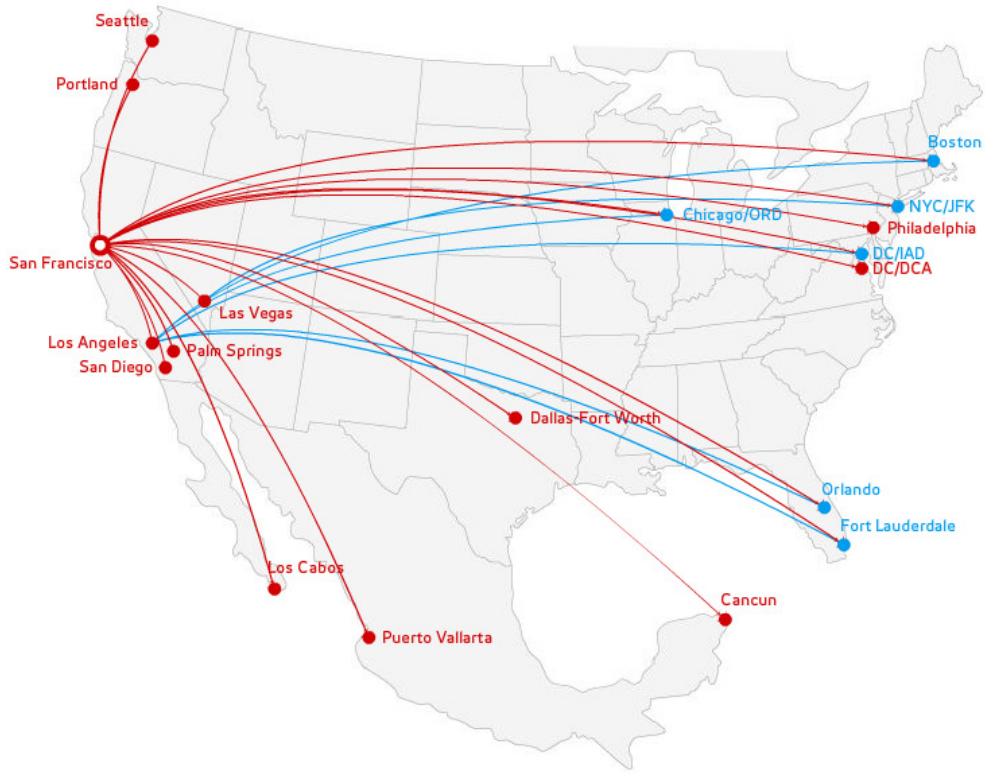 Seattle
Portland
Boston
NYC/JFK
Chicago/ORD
Philadelphia
San Francisco
DC/IAD
DC/DCA
Las Vegas
Los Angeles
Palm Springs
San Diego
Dallas-Fort Worth
Orlando
Fort Lauderdale
Los Cabos
Cancun
Puerto Vallarta